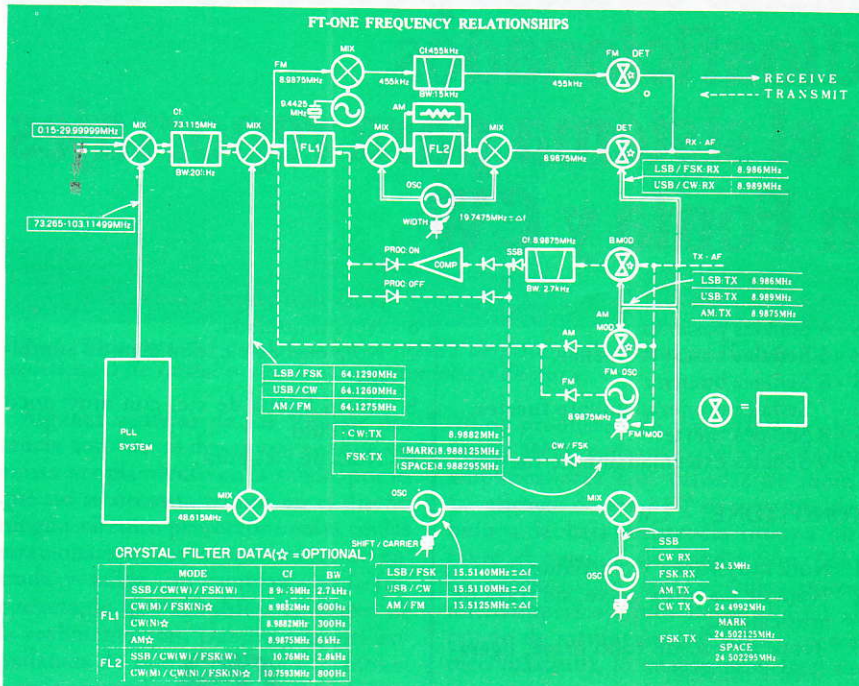 FT-ONE FREQUENCY RELATIONSHIPS
MIX
FM
8.9875MHz
455kHz
Cf:455kHz
BW:15kHz
455kHz
FM DET
RECEIVE
TRANSMIT
9.4425
MHz
0.15-29.99999MHz
MIX
Cf.
73.115MHz
BW:20kHz
MIX
FL1
MIX
AM
FL2
MIX
8.9875MHz
DET
RX-AF
OSC
WIDTH
19.7475MHz
LSB/FSK:RX 8.986MHz
USB/CW:RX 8.989MHz
73.265-103.11499MHz
PROC:ON
COMP
SSB
Cf.8.9875MHz
BW: 2.7kHz
B.MOD
TX-AF
PROC:OFF
LSB:TX 8.986MHz
USB:TX 8.989MHz
AM:TX 8.9875MHz
AM
AM
MOD
FM
FM OSC
8.9875MHz
FM MOD
LSB/FSK 64.1290MHz
USB/CW 64.1260MHz
AM/FM 64.1275MHz
PLL
SYSTEM
CW:TX 8.9882MHz
FSK:TX (MARK)8.988125MHz
(SPACE)8.988295MHz
CW/FSK
=
48.615MHz
MIX
OSC
SHIFT/CARRIER
MIX
OSC
LSB/FSK 15.5140MHz±Δf
USB/CW 15.5110MHz±Δf
AM/FM 15.5125MHz±Δf
SSB
CW RX
FSK:RX
AM:TX
24.5MHz
CW TX 24.4992MHz
FSK:TX
MARK
24.502125MHz
SPACE
24.502295MHz
CRYSTAL FILTER DATA(☆=OPTIONAL)
MODE Cf BW
FL1
SSB/CW(W)/FSK(W) 2.7kHz
CW(M)/FSK(N)☆ 8.9882MHz 600Hz
CW(N)☆ 8.9882MHz 300Hz
AM☆ 8.9875MHz 6kHz
FL2
SSB/CW(W)/FSK(W) 10.76MHz 2.8kHz
CW(M)/CW(N)/FSK(N)☆ 10.7593MHz 800Hz